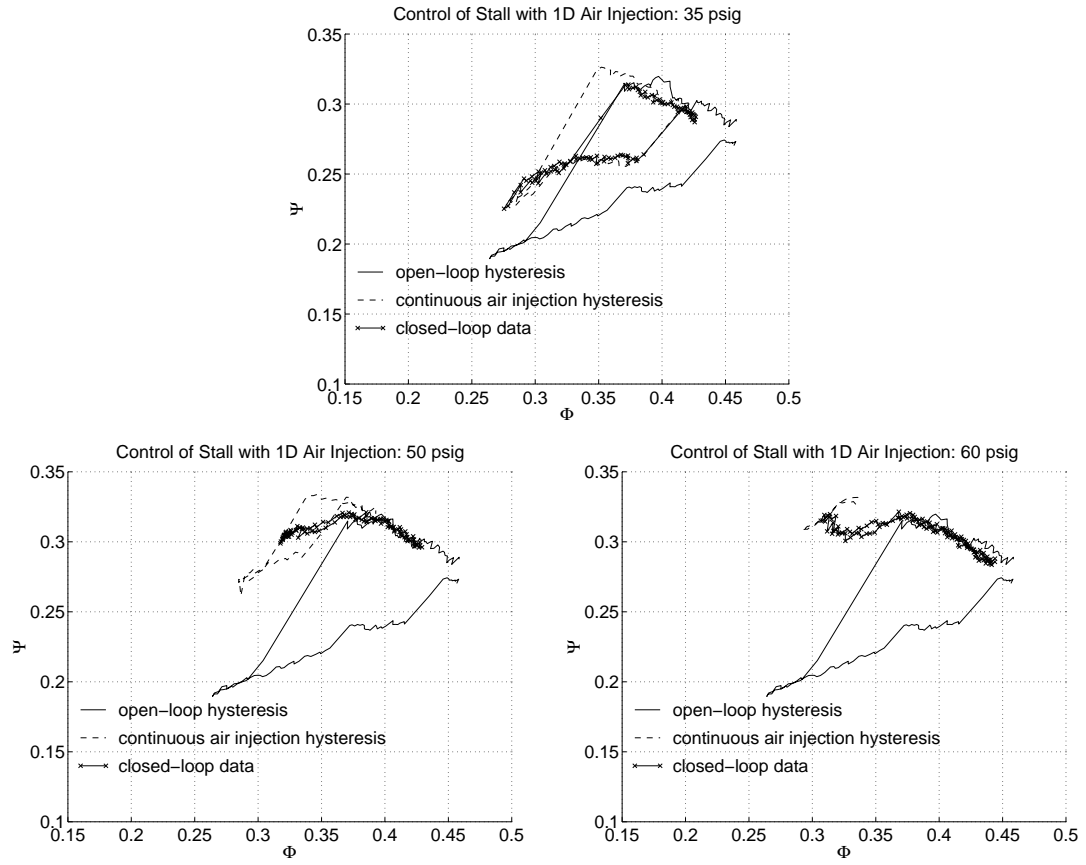 Control of Stall with 1D Air Injection: 35 psig
0.35
0.3
0.25
Ψ
0.2
open−loop hysteresis
continuous air injection hysteresis
0.15
closed−loop data
0.1
0.15 0.2 0.25 0.3 0.35 0.4 0.45 0.5
Φ
Control of Stall with 1D Air Injection: 50 psig
0.35
0.3
0.25
Ψ
0.2
open−loop hysteresis
continuous air injection hysteresis
0.15
closed−loop data
0.1
0.15 0.2 0.25 0.3 0.35 0.4 0.45 0.5
Φ
Control of Stall with 1D Air Injection: 60 psig
0.35
0.3
0.25
Ψ
0.2
open−loop hysteresis
continuous air injection hysteresis
0.15
closed−loop data
0.1
0.15 0.2 0.25 0.3 0.35 0.4 0.45 0.5
Φ